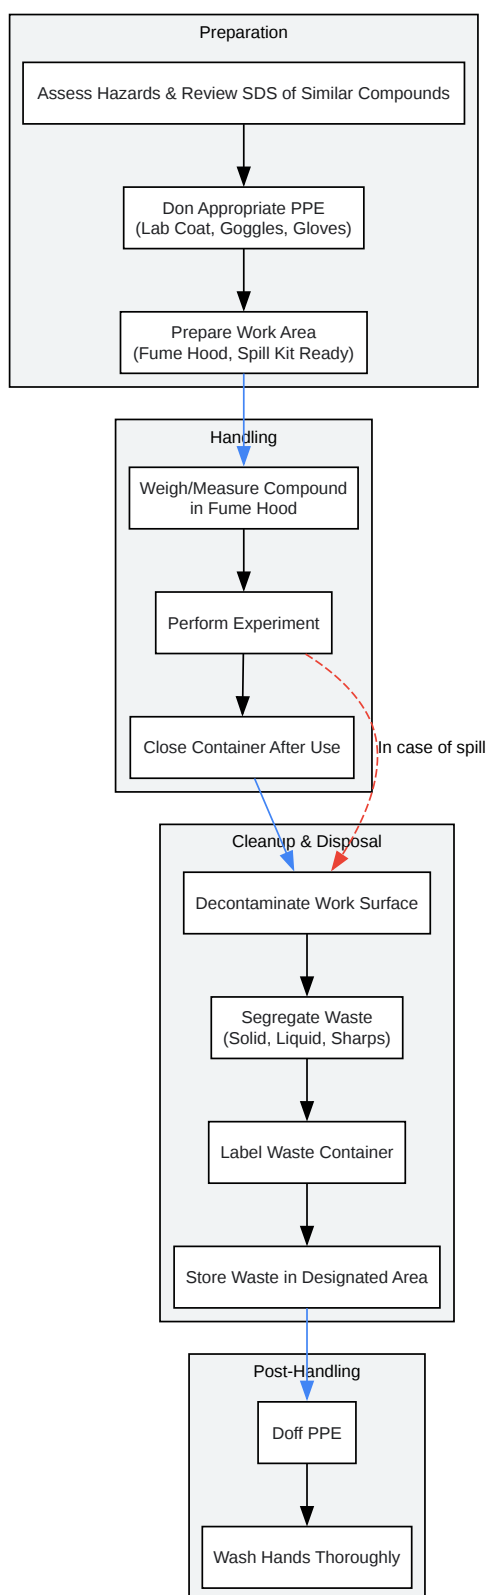 Preparation
Assess Hazards & Review SDS of Similar Compounds
Don Appropriate PPE
(Lab Coat, Goggles, Gloves)
Prepare Work Area
(Fume Hood, Spill Kit Ready)
Handling
Weigh/Measure Compound
in Fume Hood
Perform Experiment
Close Container After Use
In case of spill
Cleanup & Disposal
Decontaminate Work Surface
Segregate Waste
(Solid, Liquid, Sharps)
Label Waste Container
Store Waste in Designated Area
Post-Handling
Doff PPE
Wash Hands Thoroughly